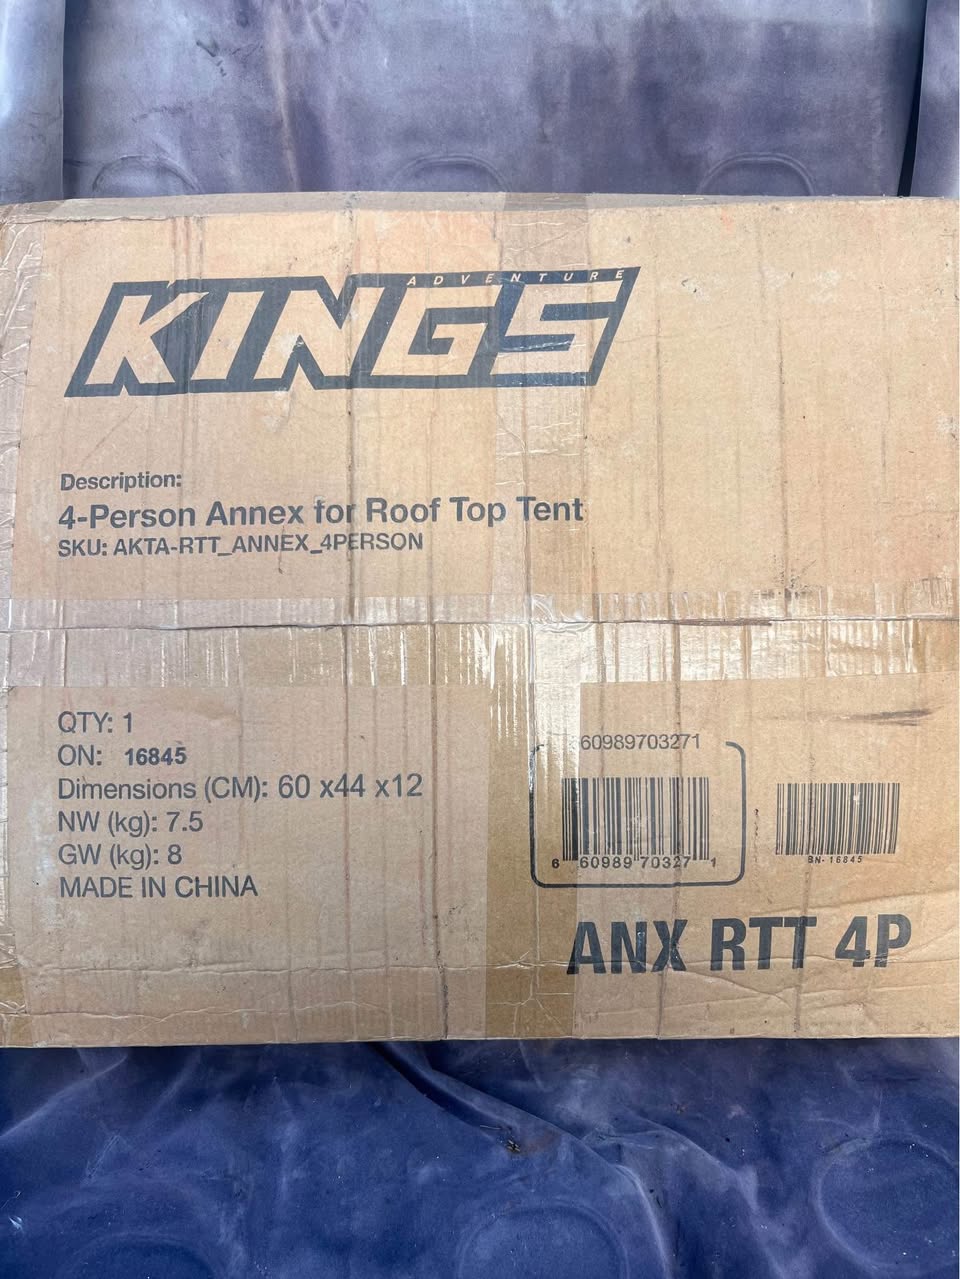 ADVENTURE
KINGS
Description:
4-Person Annex for Roof Top Tent
SKU: AKTA-RTT_ANNEX_4PERSON
QTY: 1
ON: 16845
Dimensions (CM): 60 x44 x12
NW (kg): 7.5
GW (kg): 8
MADE IN CHINA
60989703271
6 60989 70327 1
BN-16845
ANX RTT 4P